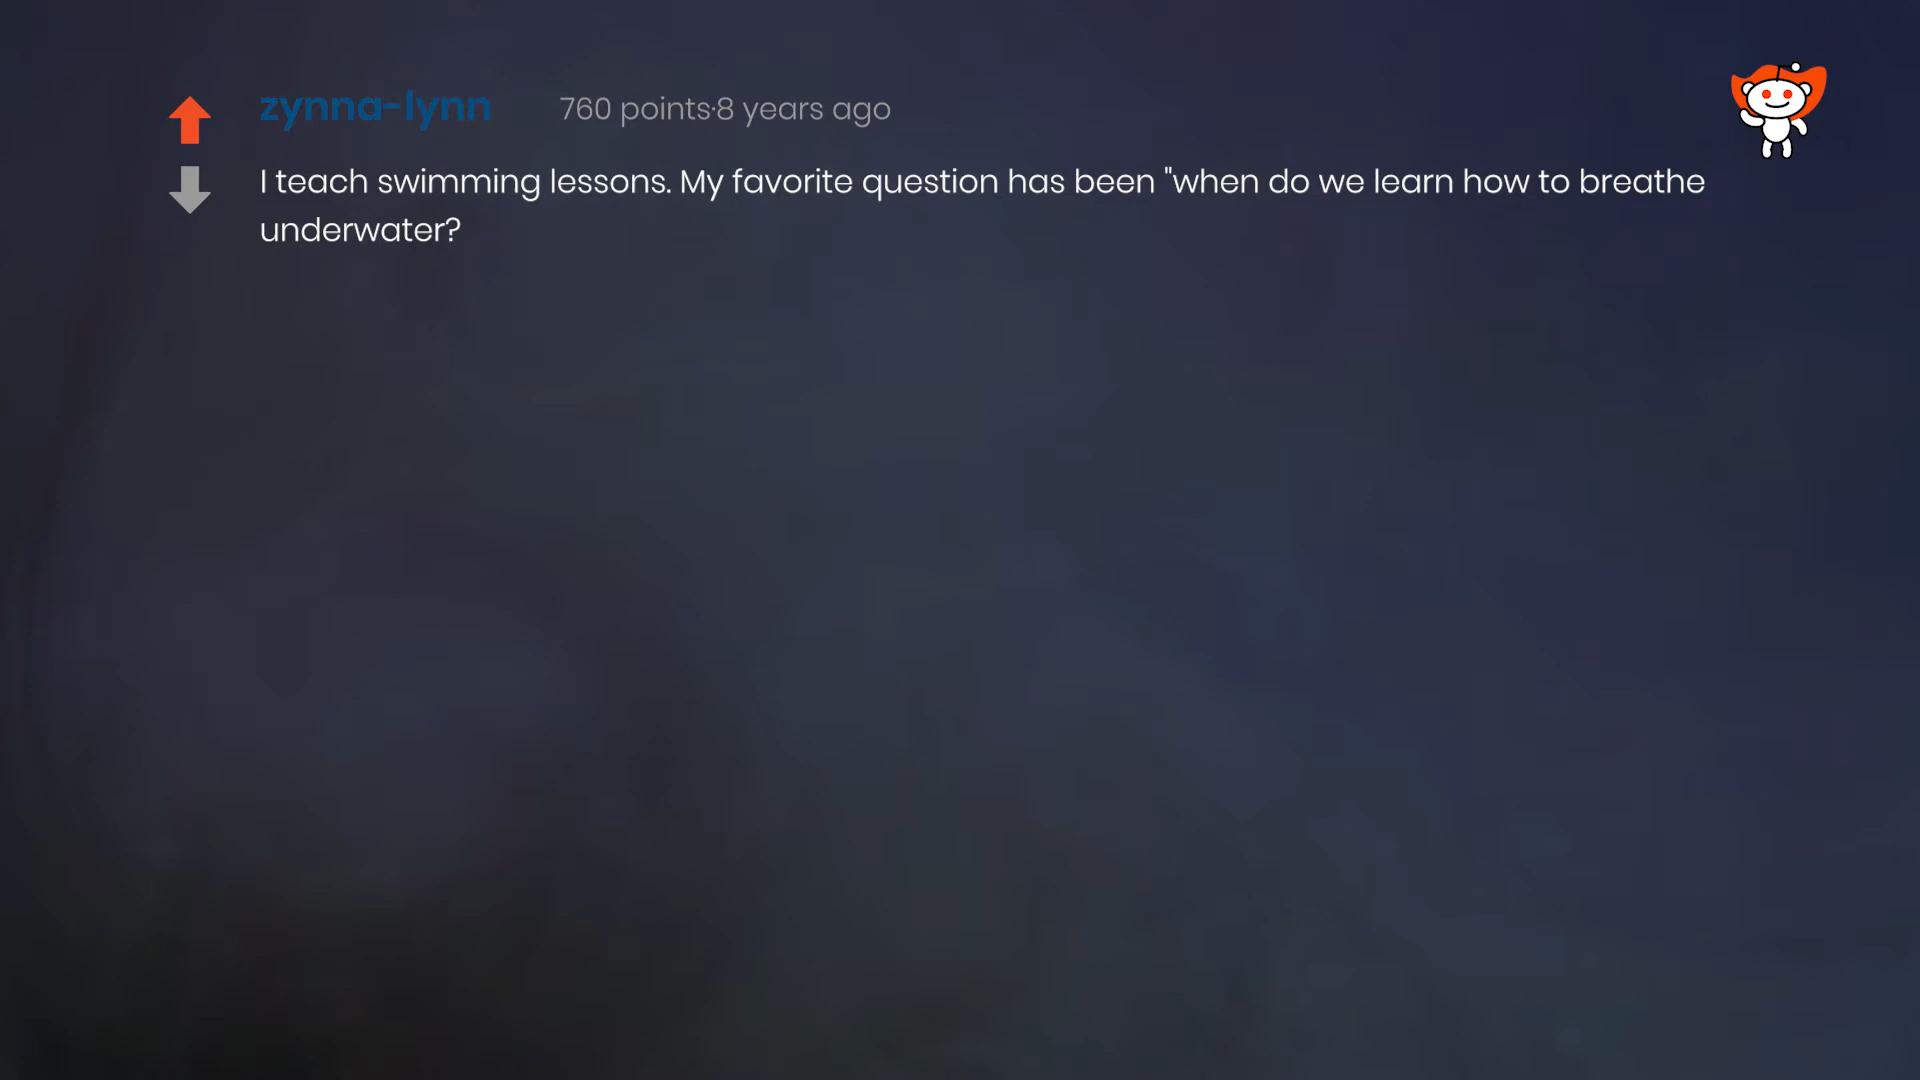 zynna-lynn 760 points·8 years ago
I teach swimming lessons. My favorite question has been "when do we learn how to breathe
underwater?